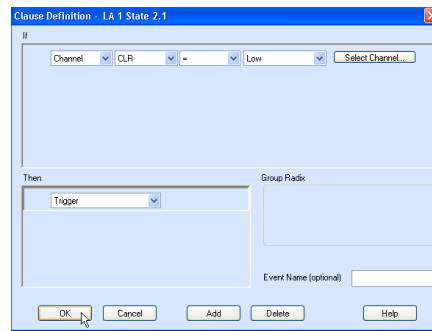 Clause Definition - LA 1 State 2.1
If
Channel CLR = Low Select Channel...
Then
Group Radix
Trigger
Event Name (optional)
OK Cancel Add Delete Help